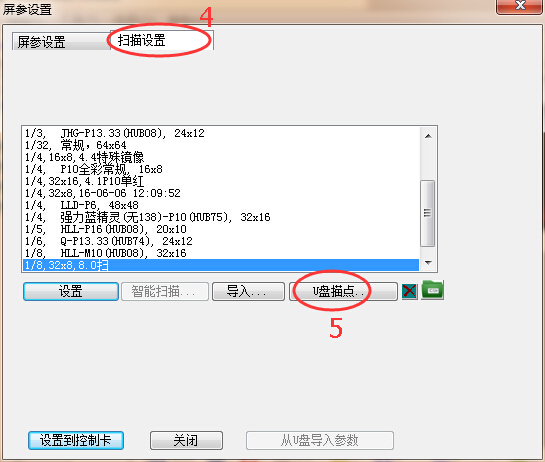 屏参设置
4
屏参设置
扫描设置
1/3,  JHG-P13.33(HUB08), 24x12
1/32, 常规，64x64
1/4,16x8,4.4特殊镜像
1/4,  P10全彩常规, 16x8
1/4,32x16,4.1P10单红
1/4,32x8,16-06-06 12:09:52
1/4,  LLD-P6, 48x48
1/4,  强力蓝精灵(无138)-P10(HUB75), 32x16
1/5,  HLL-P16(HUB08), 20x10
1/6,  Q-P13.33(HUB74), 24x12
1/8,  HLL-M10(HUB08), 32x16
1/8,32x8,8.0扫
设置 智能扫描... 导入... U盘描点..
5
设置到控制卡 关闭 从U盘导入参数